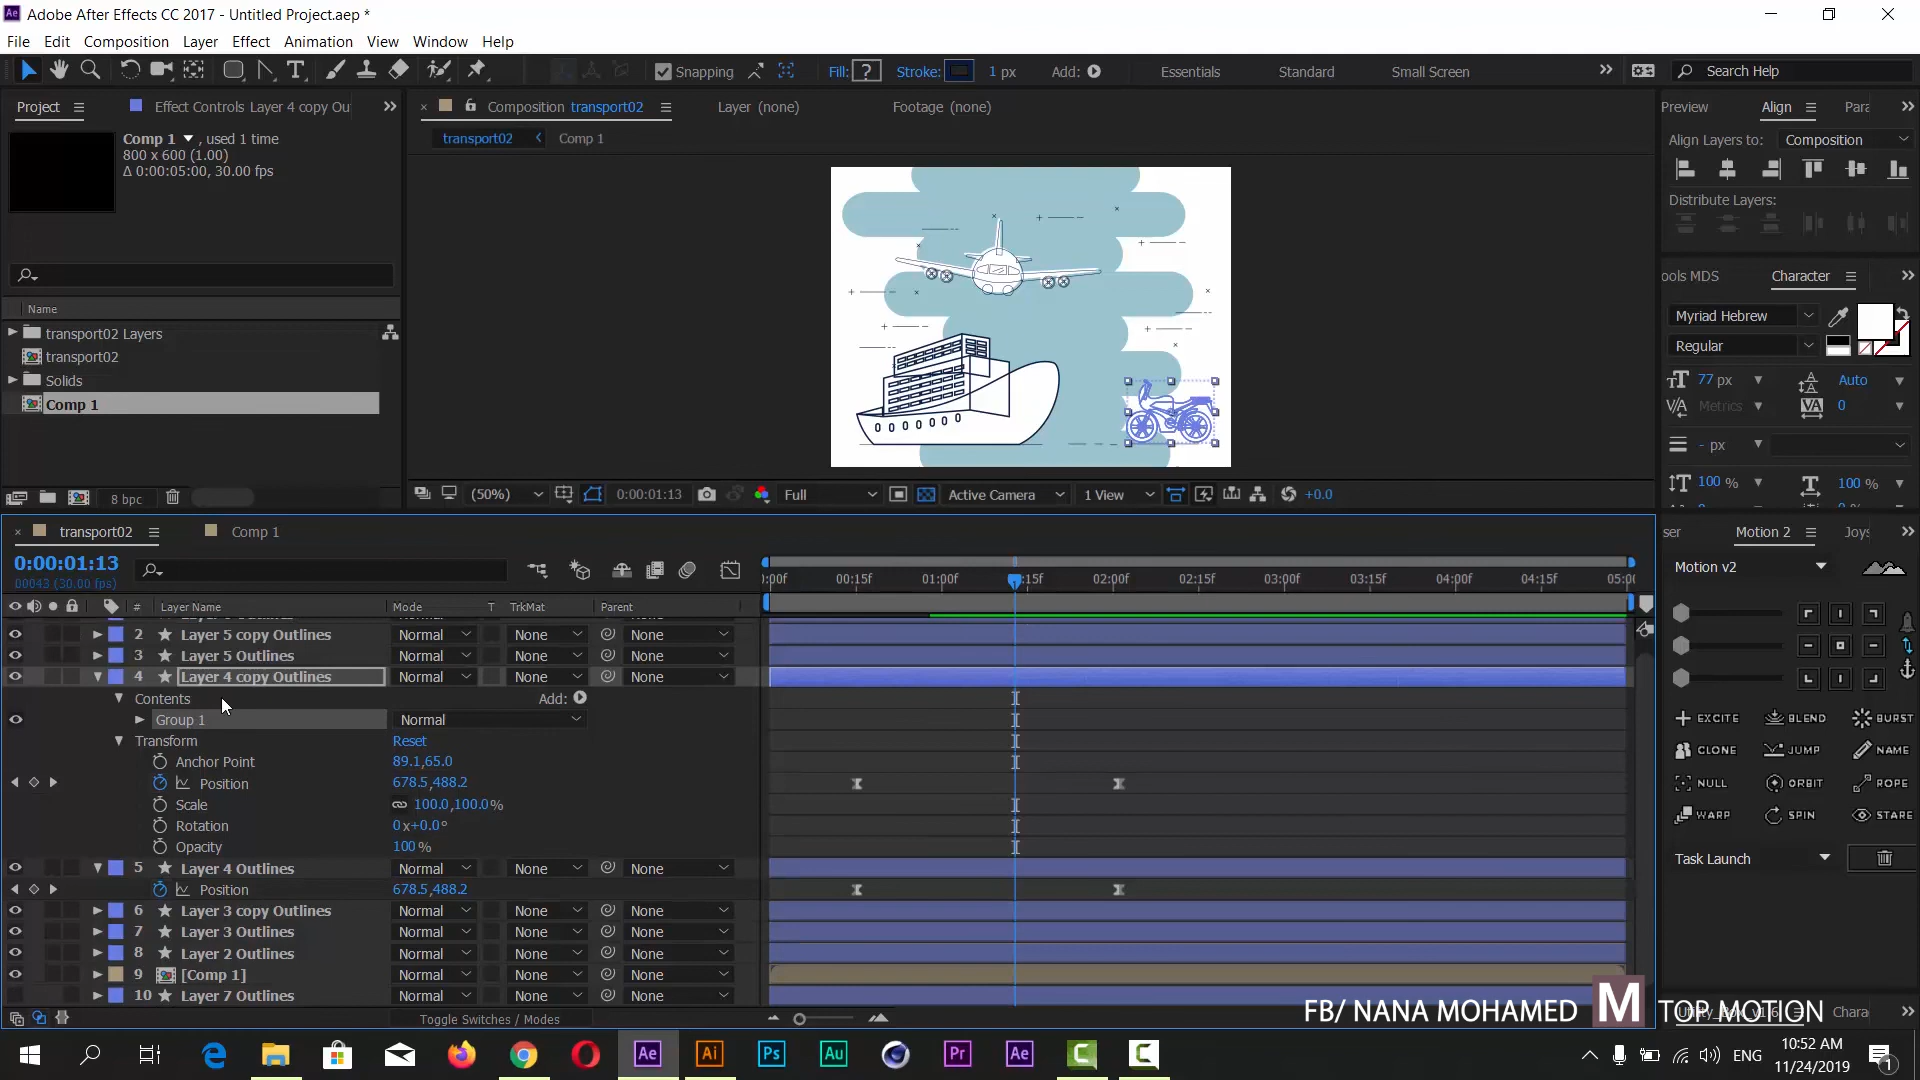 Adobe After Effects CC 2017 - Untitled Project.aep *
File Edit Composition Layer Effect Animation View Window Help
Snapping Fill: ? Stroke: 1 px Add: Essentials Standard Small Screen Search Help
Project Effect Controls Layer 4 copy Ou
Composition transport02 Layer (none) Footage (none)
Preview Align Para
transport02 Comp 1
Comp 1 , used 1 time
800 x 600 (1.00)
Δ 0:00:05:00, 30.00 fps
Align Layers to: Composition
Distribute Layers:
Name
transport02 Layers
transport02
Solids
Comp 1
ools MDS Character
Myriad Hebrew
Regular
77 px Auto
Metrics 0
- px
100 % 100 %
8 bpc
(50%) 0:00:01:13 Full Active Camera 1 View +0.0
transport02 Comp 1
ser Motion 2 Joys
0:00:01:13
00043 (30.00 fps)
:00f 00:15f 01:00f :15f 02:00f 02:15f 03:00f 03:15f 04:00f 04:15f 05:0
Motion v2
# Layer Name Mode T TrkMat Parent
2 Layer 5 copy Outlines Normal None None
3 Layer 5 Outlines Normal None None
4 Layer 4 copy Outlines Normal None None
Contents Add:
Group 1 Normal
Transform Reset
Anchor Point 89.1,65.0
Position 678.5,488.2
Scale 100.0,100.0%
Rotation 0x+0.0°
Opacity 100 %
5 Layer 4 Outlines Normal None None
Position 678.5,488.2
6 Layer 3 copy Outlines Normal None None
7 Layer 3 Outlines Normal None None
8 Layer 2 Outlines Normal None None
9 [Comp 1] Normal None None
10 Layer 7 Outlines Normal None None
Toggle Switches / Modes
EXCITE BLEND BURST
CLONE JUMP NAME
NULL ORBIT ROPE
WARP SPIN STARE
Task Launch
FB/ NANA MOHAMED M TOP MOTION
Chara
Ae Ai Ps Au Pr Ae
ENG
10:52 AM
11/24/2019
1